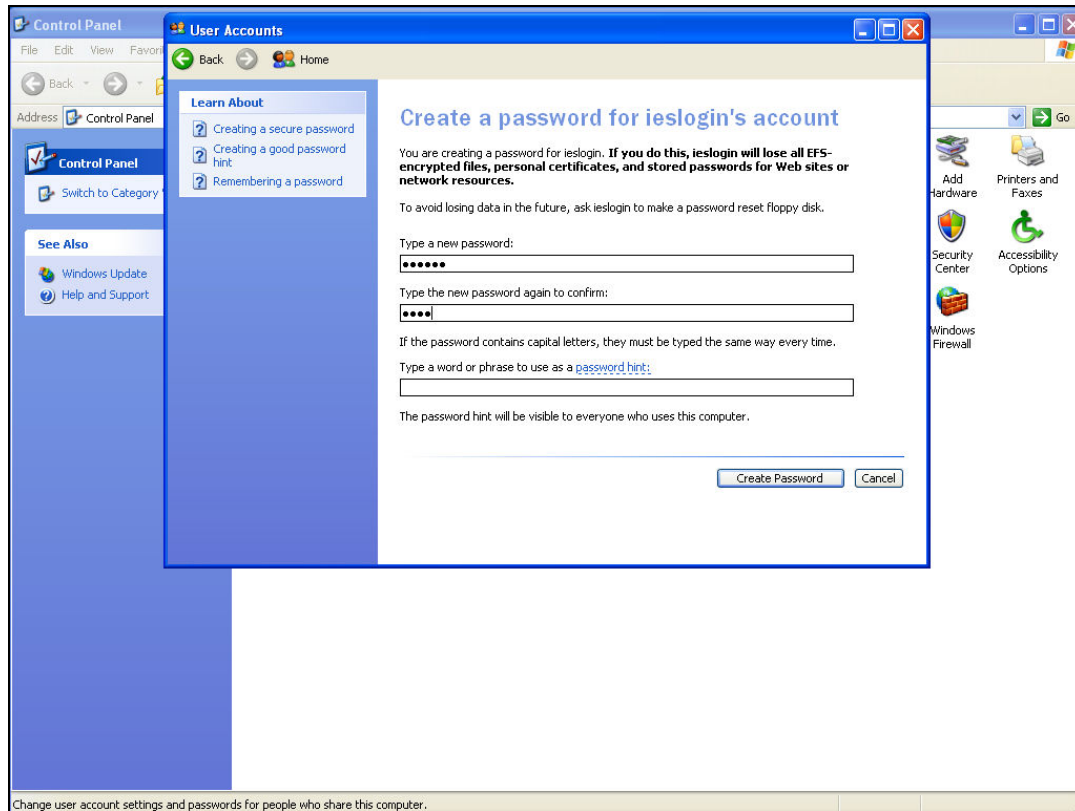 Control Panel
File Edit View
User Accounts
Back Home
Back
Address Control Panel
Go
Control Panel
Switch to Category
See Also
Windows Update
Help and Support
Learn About
Creating a secure password
Creating a good password
hint
Remembering a password
Create a password for ieslogin's account
You are creating a password for ieslogin. If you do this, ieslogin will lose all EFS-
encrypted files, personal certificates, and stored passwords for Web sites or
network resources.
To avoid losing data in the future, ask ieslogin to make a password reset floppy disk.
Type a new password:
●●●●●●
Type the new password again to confirm:
●●●●
If the password contains capital letters, they must be typed the same way every time.
Type a word or phrase to use as a password hint:
The password hint will be visible to everyone who uses this computer.
Create Password Cancel
Add
Hardware
Printers and
Faxes
Security
Center
Accessibility
Options
Windows
Firewall
Change user account settings and passwords for people who share this computer.